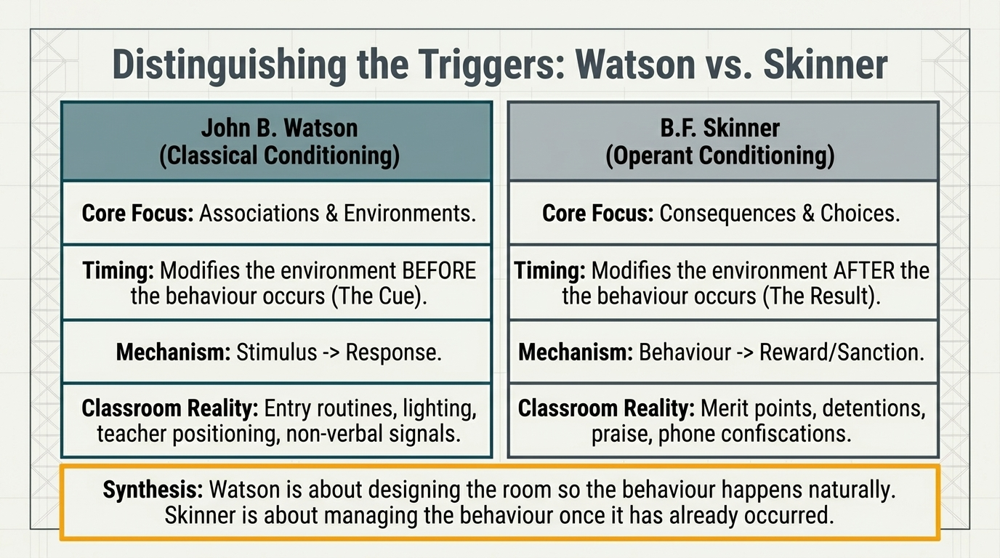 Distinguishing the Triggers: Watson vs. Skinner
John B. Watson
(Classical Conditioning)
Core Focus: Associations & Environments.
Timing: Modifies the environment BEFORE
the behaviour occurs (The Cue).
Mechanism: Stimulus -> Response.
Classroom Reality: Entry routines, lighting,
teacher positioning, non-verbal signals.
B.F. Skinner
(Operant Conditioning)
Core Focus: Consequences & Choices.
Timing: Modifies the environment AFTER the
the behaviour occurs (The Result).
Mechanism: Behaviour -> Reward/Sanction.
Classroom Reality: Merit points, detentions,
praise, phone confiscations.
Synthesis: Watson is about designing the room so the behaviour happens naturally.
Skinner is about managing the behaviour once it has already occurred.